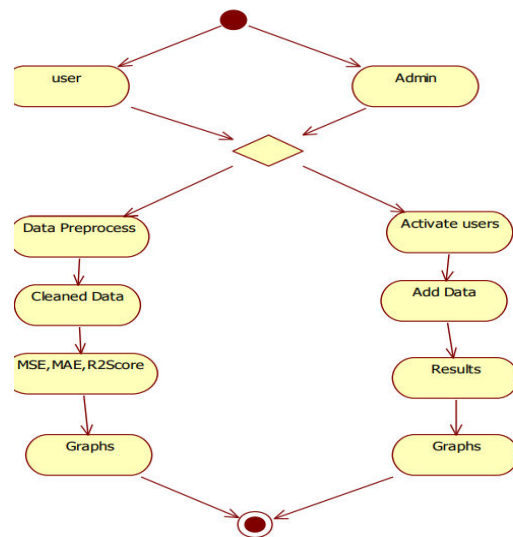 user
Admin
Data Preprocess
Activate users
Cleaned Data
Add Data
MSE,MAE,R2Score
Results
Graphs
Graphs